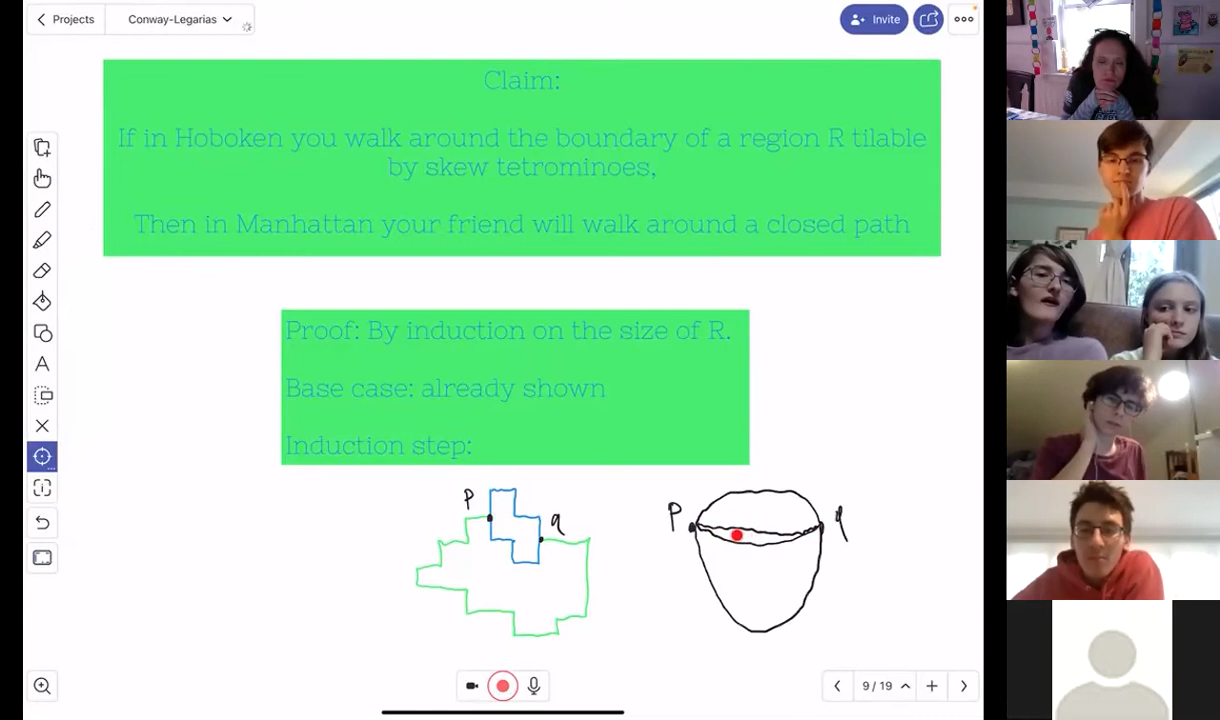 Projects
Conway-Legarias
Invite
Claim:
If in Hoboken you walk around the boundary of a region R tilable
by skew tetrominoes,
Then in Manhattan your friend will walk around a closed path
Proof: By induction on the size of R.
Base case: already shown
Induction step:
P
q
P
q
A
9 / 19